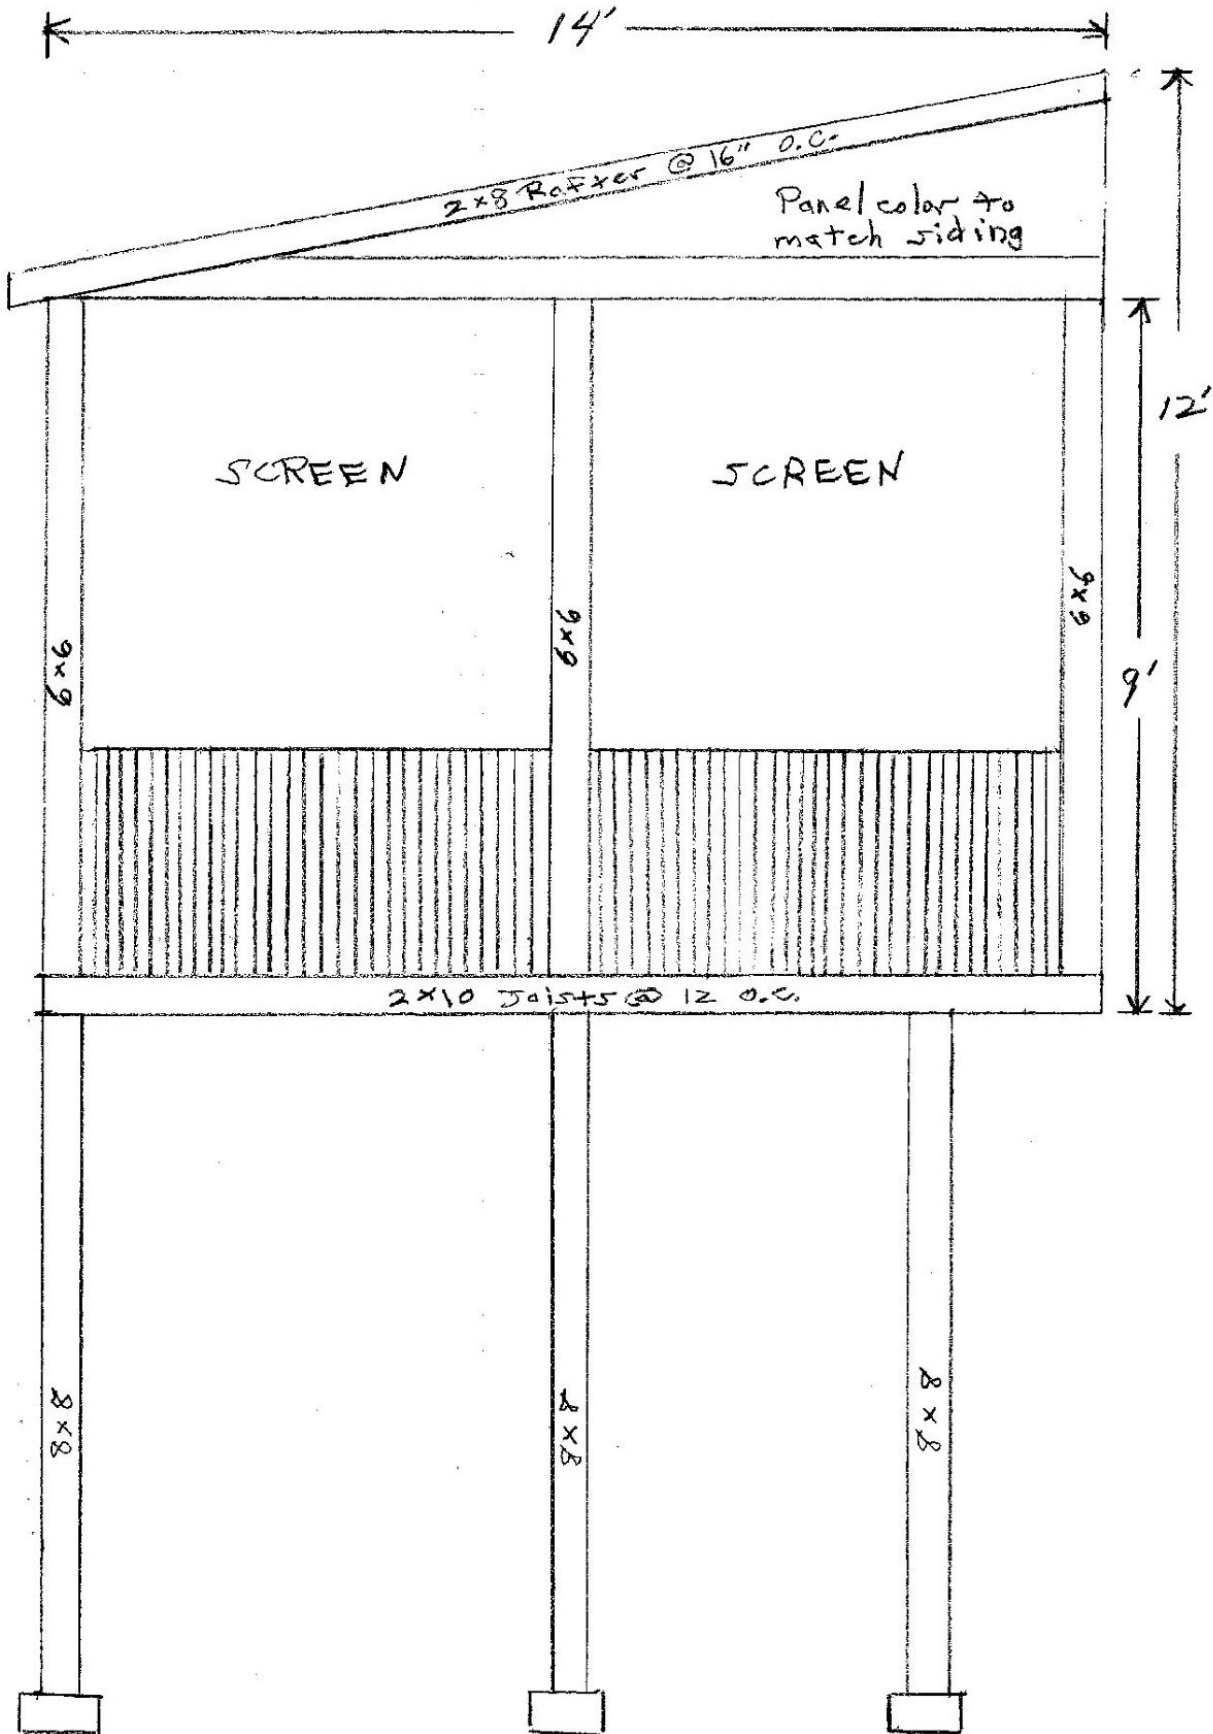 14'
2x8 Rafter @ 16" O.C.
Panel color to
match siding
12'
SCREEN
SCREEN
6x6
6x6
6x6
9'
2x10 Joists @ 12 O.C.
8x8
8x8
8x8